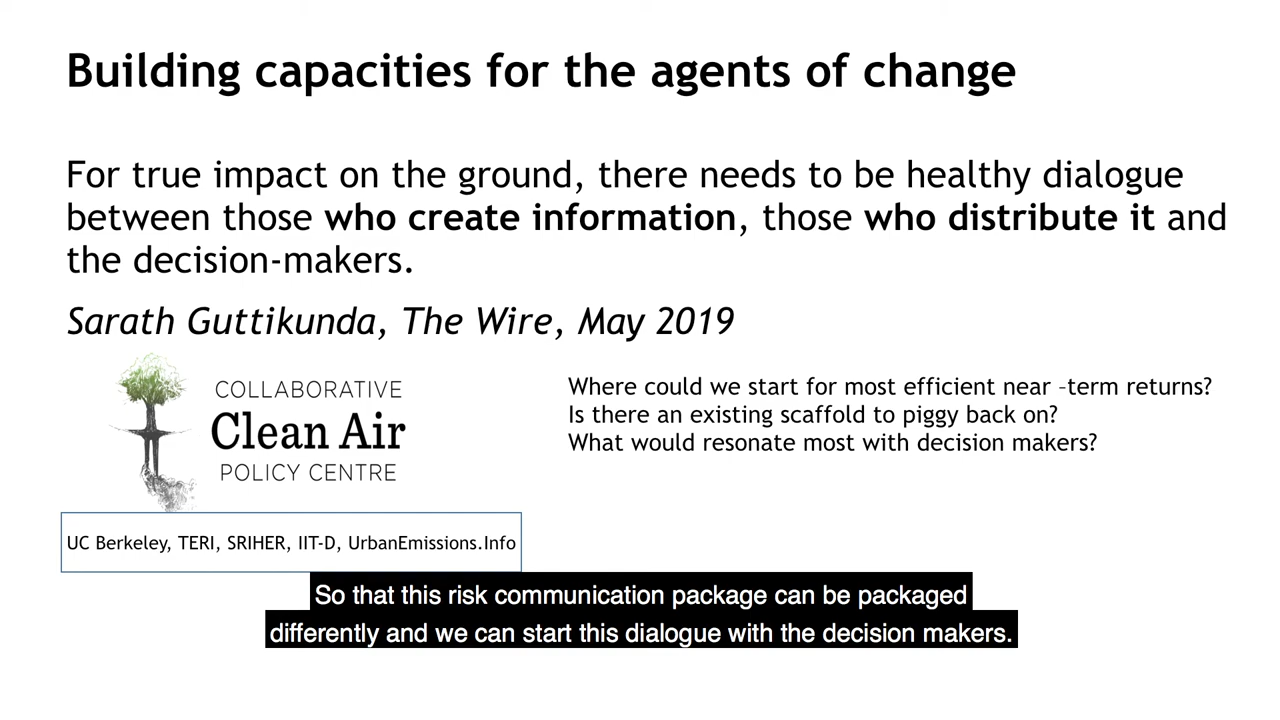 Building capacities for the agents of change
For true impact on the ground, there needs to be healthy dialogue
between those who create information, those who distribute it and
the decision-makers.
Sarath Guttikunda, The Wire, May 2019
COLLABORATIVE
Clean Air
POLICY CENTRE
Where could we start for most efficient near –term returns?
Is there an existing scaffold to piggy back on?
What would resonate most with decision makers?
UC Berkeley, TERI, SRIHER, IIT-D, UrbanEmissions.Info
So that this risk communication package can be packaged
differently and we can start this dialogue with the decision makers.